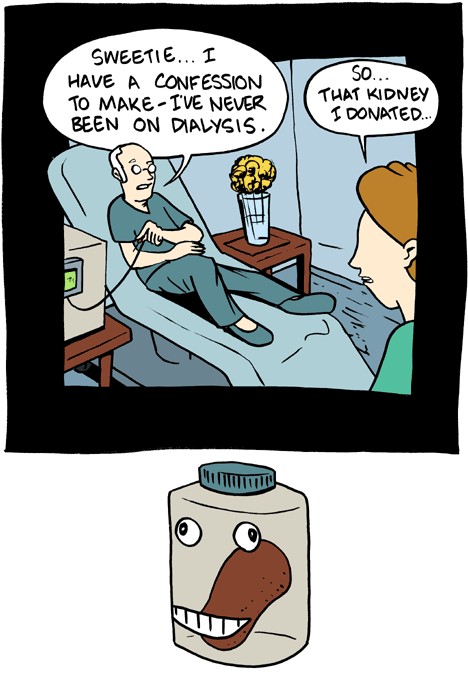 SWEETIE... I
HAVE A CONFESSION
TO MAKE - I'VE NEVER
BEEN ON DIALYSIS.
SO...
THAT KIDNEY
I DONATED...